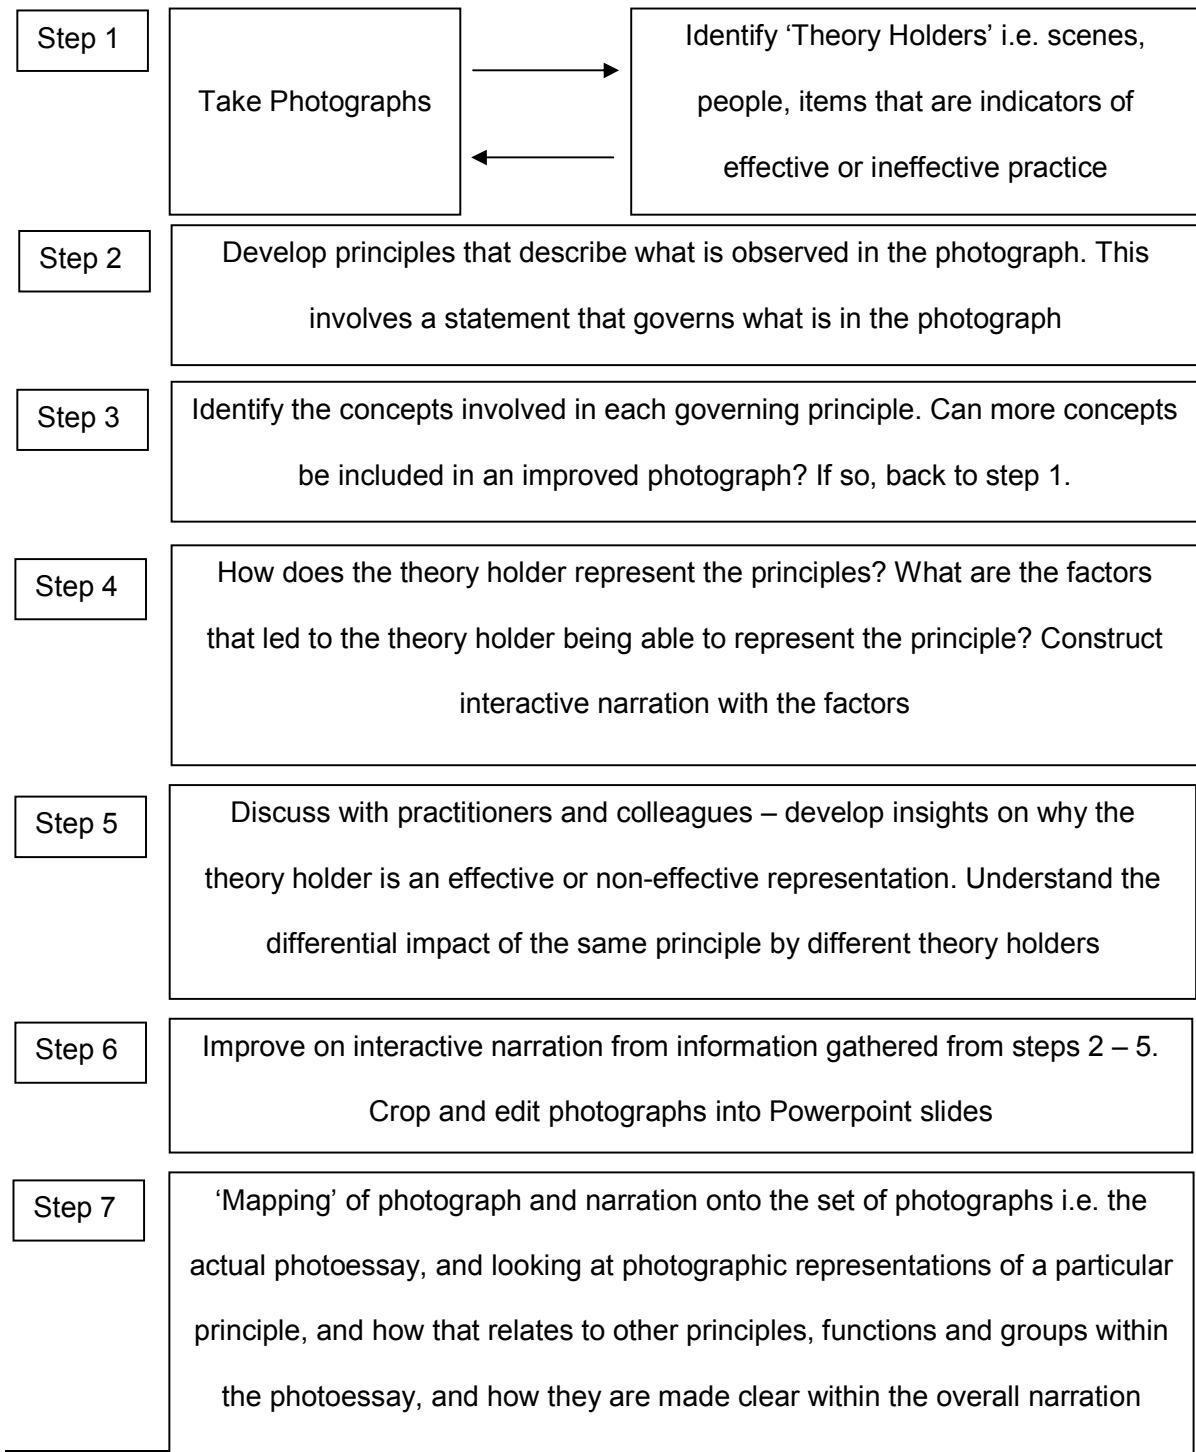 Step 1
Take Photographs
Identify ‘Theory Holders’ i.e. scenes,
people, items that are indicators of
effective or ineffective practice
Step 2
Develop principles that describe what is observed in the photograph. This
involves a statement that governs what is in the photograph
Step 3
Identify the concepts involved in each governing principle. Can more concepts
be included in an improved photograph? If so, back to step 1.
Step 4
How does the theory holder represent the principles? What are the factors
that led to the theory holder being able to represent the principle? Construct
interactive narration with the factors
Step 5
Discuss with practitioners and colleagues – develop insights on why the
theory holder is an effective or non-effective representation. Understand the
differential impact of the same principle by different theory holders
Step 6
Improve on interactive narration from information gathered from steps 2 – 5.
Crop and edit photographs into Powerpoint slides
Step 7
‘Mapping’ of photograph and narration onto the set of photographs i.e. the
actual photoessay, and looking at photographic representations of a particular
principle, and how that relates to other principles, functions and groups within
the photoessay, and how they are made clear within the overall narration